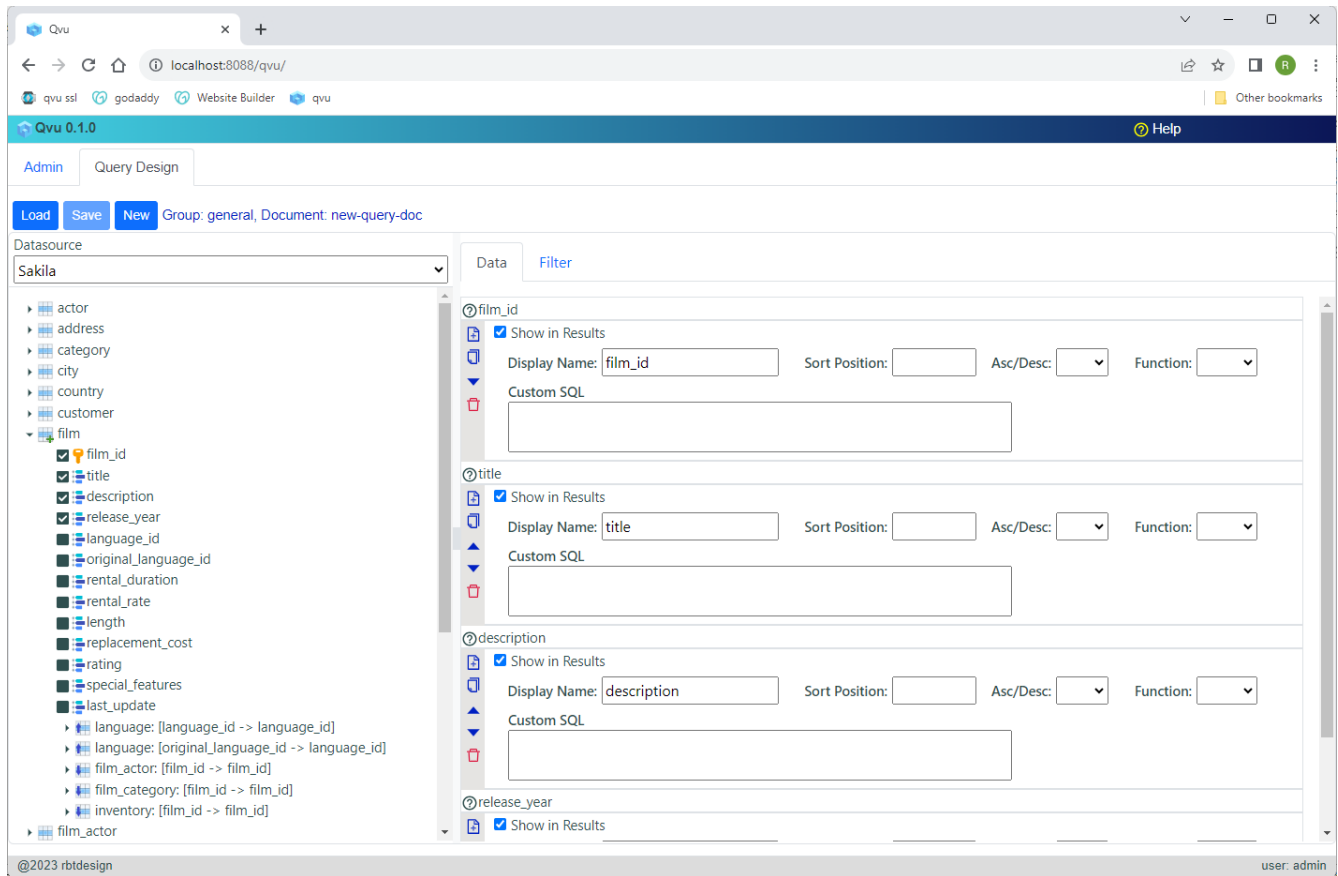 Qvu
localhost:8088/qvu/
R
qvu ssl godaddy Website Builder qvu Other bookmarks
Qvu 0.1.0 Help
Admin Query Design
Load Save New Group: general, Document: new-query-doc
Datasource
Sakila
actor
address
category
city
country
customer
film
film_id
title
description
release_year
language_id
original_language_id
rental_duration
rental_rate
length
replacement_cost
rating
special_features
last_update
language: [language_id -> language_id]
language: [original_language_id -> language_id]
film_actor: [film_id -> film_id]
film_category: [film_id -> film_id]
inventory: [film_id -> film_id]
film_actor
Data Filter
film_id
Show in Results
Display Name: film_id Sort Position: Asc/Desc: Function:
Custom SQL
title
Show in Results
Display Name: title Sort Position: Asc/Desc: Function:
Custom SQL
description
Show in Results
Display Name: description Sort Position: Asc/Desc: Function:
Custom SQL
release_year
Show in Results
@2023 rbtdesign user: admin